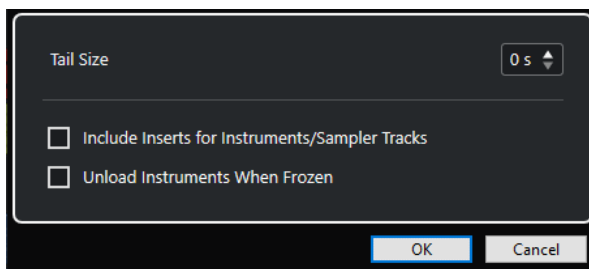 Tail Size
0 s
Include Inserts for Instruments/Sampler Tracks
Unload Instruments When Frozen
OK
Cancel